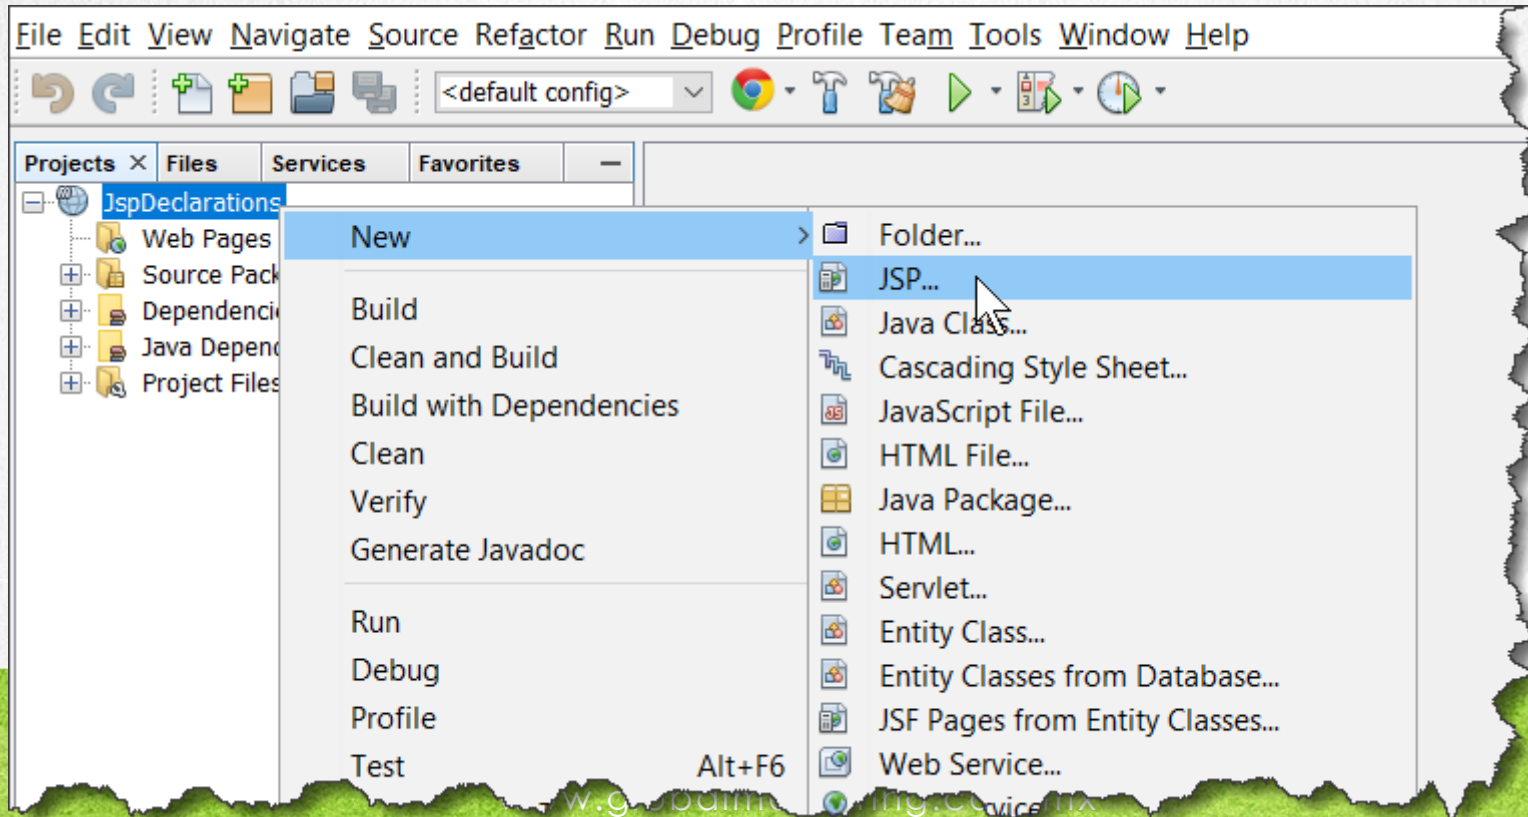 File Edit View Navigate Source Refactor Run Debug Profile Team Tools Window Help
<default config>
Projects Files Services Favorites
JspDeclarations
Web Pages
Source Pack
Dependenci
Java Depend
Project Files
New
Build
Clean and Build
Build with Dependencies
Clean
Verify
Generate Javadoc
Run
Debug
Profile
Test Alt+F6
Folder...
JSP...
Java Class...
Cascading Style Sheet...
JavaScript File...
HTML File...
Java Package...
HTML...
Servlet...
Entity Class...
Entity Classes from Database...
JSF Pages from Entity Classes...
Web Service...